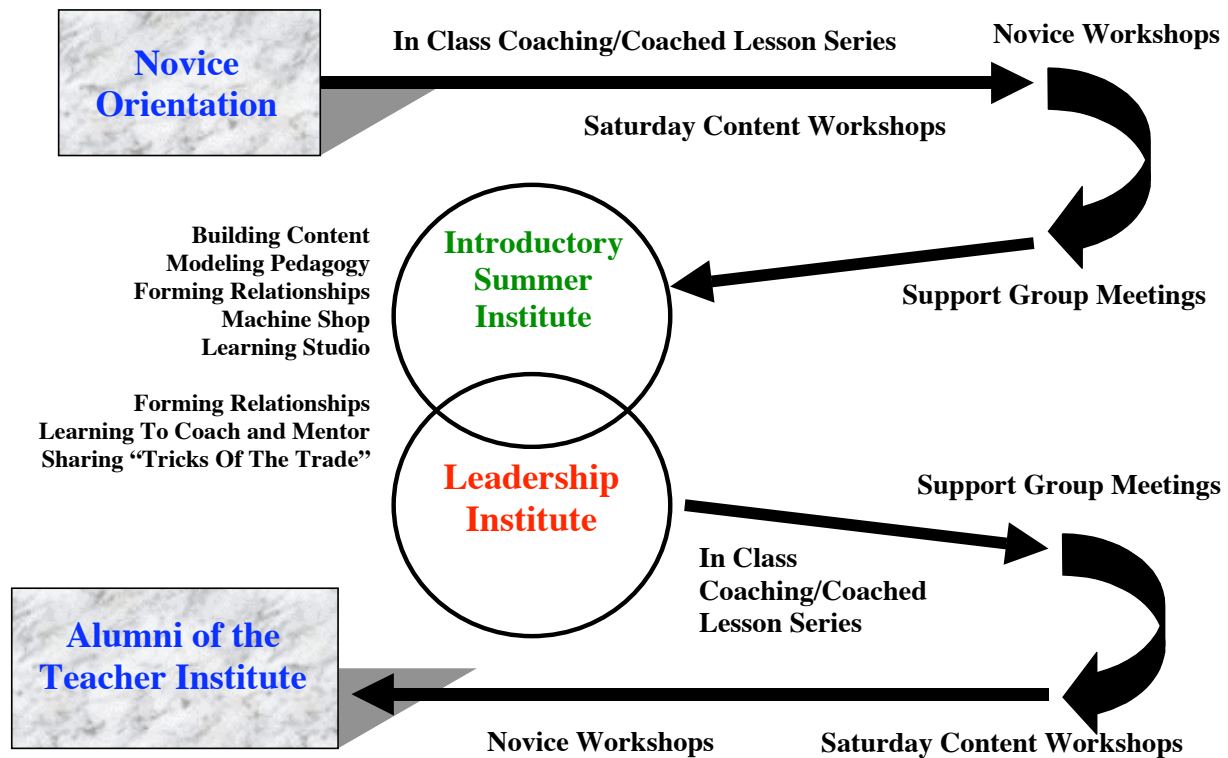 Novice
Orientation
In Class Coaching/Coached Lesson Series
Novice Workshops
Saturday Content Workshops
Building Content
Modeling Pedagogy
Forming Relationships
Machine Shop
Learning Studio
Introductory
Summer
Institute
Support Group Meetings
Forming Relationships
Learning To Coach and Mentor
Sharing “Tricks Of The Trade”
Leadership
Institute
Support Group Meetings
In Class
Coaching/Coached
Lesson Series
Alumni of the
Teacher Institute
Novice Workshops
Saturday Content Workshops